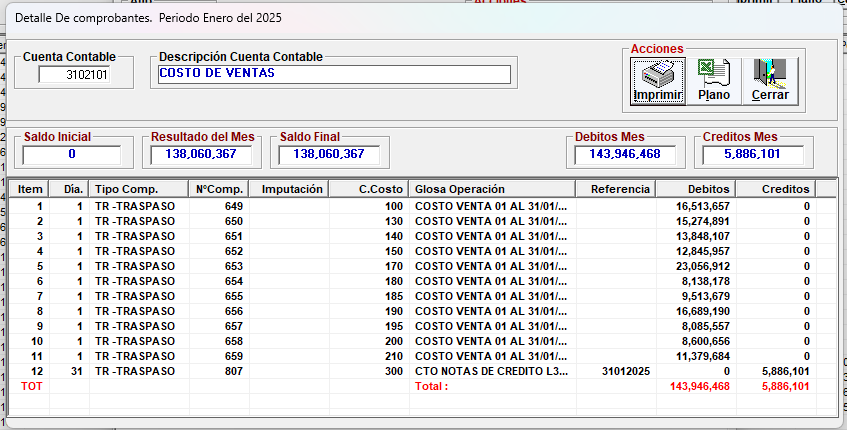 Detalle De comprobantes.  Periodo Enero del 2025
Cuenta Contable
3102101
Descripción Cuenta Contable
COSTO DE VENTAS
Acciones
Imprimir Plano Cerrar
Saldo Inicial
0
Resultado del Mes
138,060,367
Saldo Final
138,060,367
Debitos Mes
143,946,468
Creditos Mes
5,886,101
Item Día. Tipo Comp. NºComp. Imputación C.Costo Glosa Operación Referencia Debitos Creditos
1 1 TR -TRASPASO 649 100 COSTO VENTA 01 AL 31/01/... 16,513,657 0
2 1 TR -TRASPASO 650 130 COSTO VENTA 01 AL 31/01/... 15,274,891 0
3 1 TR -TRASPASO 651 140 COSTO VENTA 01 AL 31/01/... 13,848,107 0
4 1 TR -TRASPASO 652 150 COSTO VENTA 01 AL 31/01/... 12,845,957 0
5 1 TR -TRASPASO 653 170 COSTO VENTA 01 AL 31/01/... 23,056,912 0
6 1 TR -TRASPASO 654 180 COSTO VENTA 01 AL 31/01/... 8,138,178 0
7 1 TR -TRASPASO 655 185 COSTO VENTA 01 AL 31/01/... 9,513,679 0
8 1 TR -TRASPASO 656 190 COSTO VENTA 01 AL 31/01/... 16,689,190 0
9 1 TR -TRASPASO 657 195 COSTO VENTA 01 AL 31/01/... 8,085,557 0
10 1 TR -TRASPASO 658 200 COSTO VENTA 01 AL 31/01/... 8,600,656 0
11 1 TR -TRASPASO 659 210 COSTO VENTA 01 AL 31/01/... 11,379,684 0
12 31 TR -TRASPASO 807 300 CTO NOTAS DE CREDITO L3... 31012025 0 5,886,101
TOT Total : 143,946,468 5,886,101